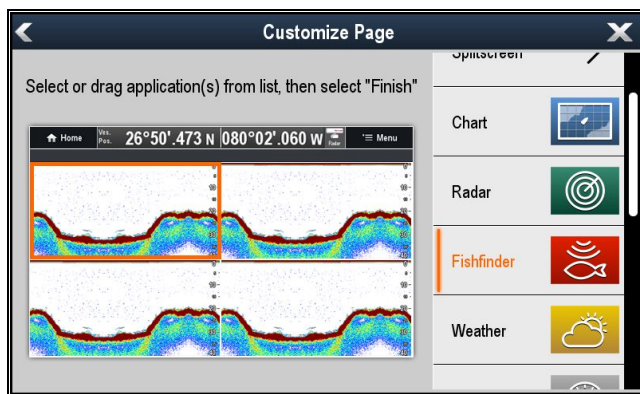 Customize Page
Splitscreen
Select or drag application(s) from list, then select "Finish"
Home Ves. Pos. 26°50'.473 N 080°02'.060 W Radar Menu
Chart
Radar
Fishfinder
Weather